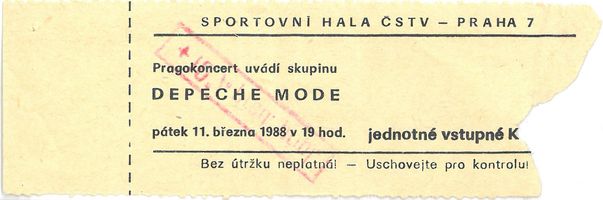 SPORTOVNÍ HALA ČSTV – PRAHA 7
Pragokoncert uvádí skupinu
DEPECHE MODE
pátek 11. března 1988 v 19 hod. jednotné vstupné K
Bez útržku neplatná! – Uschovejte pro kontrolu!